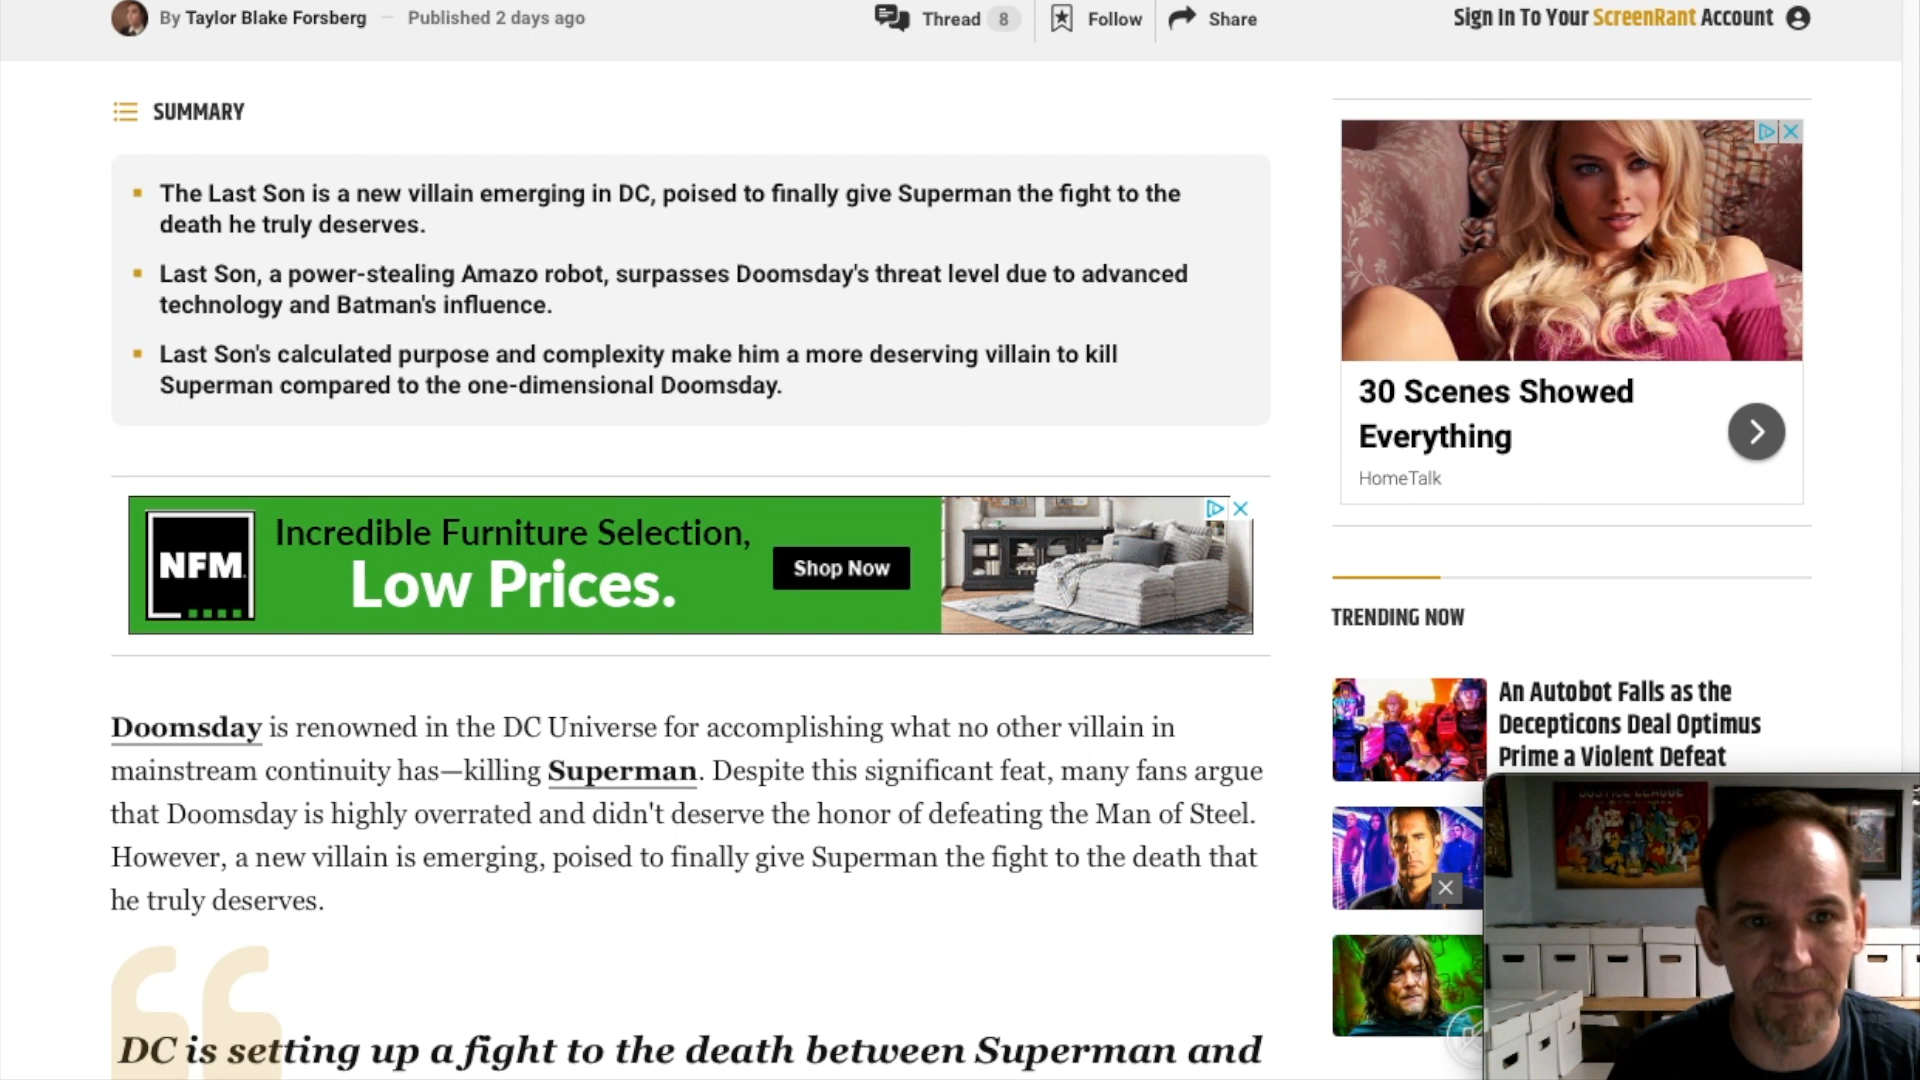 By Taylor Blake Forsberg — Published 2 days ago
Thread 8
Follow
Share
Sign In To Your ScreenRant Account
SUMMARY
The Last Son is a new villain emerging in DC, poised to finally give Superman the fight to the
death he truly deserves.
Last Son, a power-stealing Amazo robot, surpasses Doomsday's threat level due to advanced
technology and Batman's influence.
Last Son's calculated purpose and complexity make him a more deserving villain to kill
Superman compared to the one-dimensional Doomsday.
30 Scenes Showed
Everything
HomeTalk
NFM
Incredible Furniture Selection,
Low Prices.
Shop Now
Doomsday is renowned in the DC Universe for accomplishing what no other villain in
mainstream continuity has—killing Superman. Despite this significant feat, many fans argue
that Doomsday is highly overrated and didn't deserve the honor of defeating the Man of Steel.
However, a new villain is emerging, poised to finally give Superman the fight to the death that
he truly deserves.
DC is setting up a fight to the death between Superman and
TRENDING NOW
An Autobot Falls as the
Decepticons Deal Optimus
Prime a Violent Defeat
JUSTICE LEAGUE